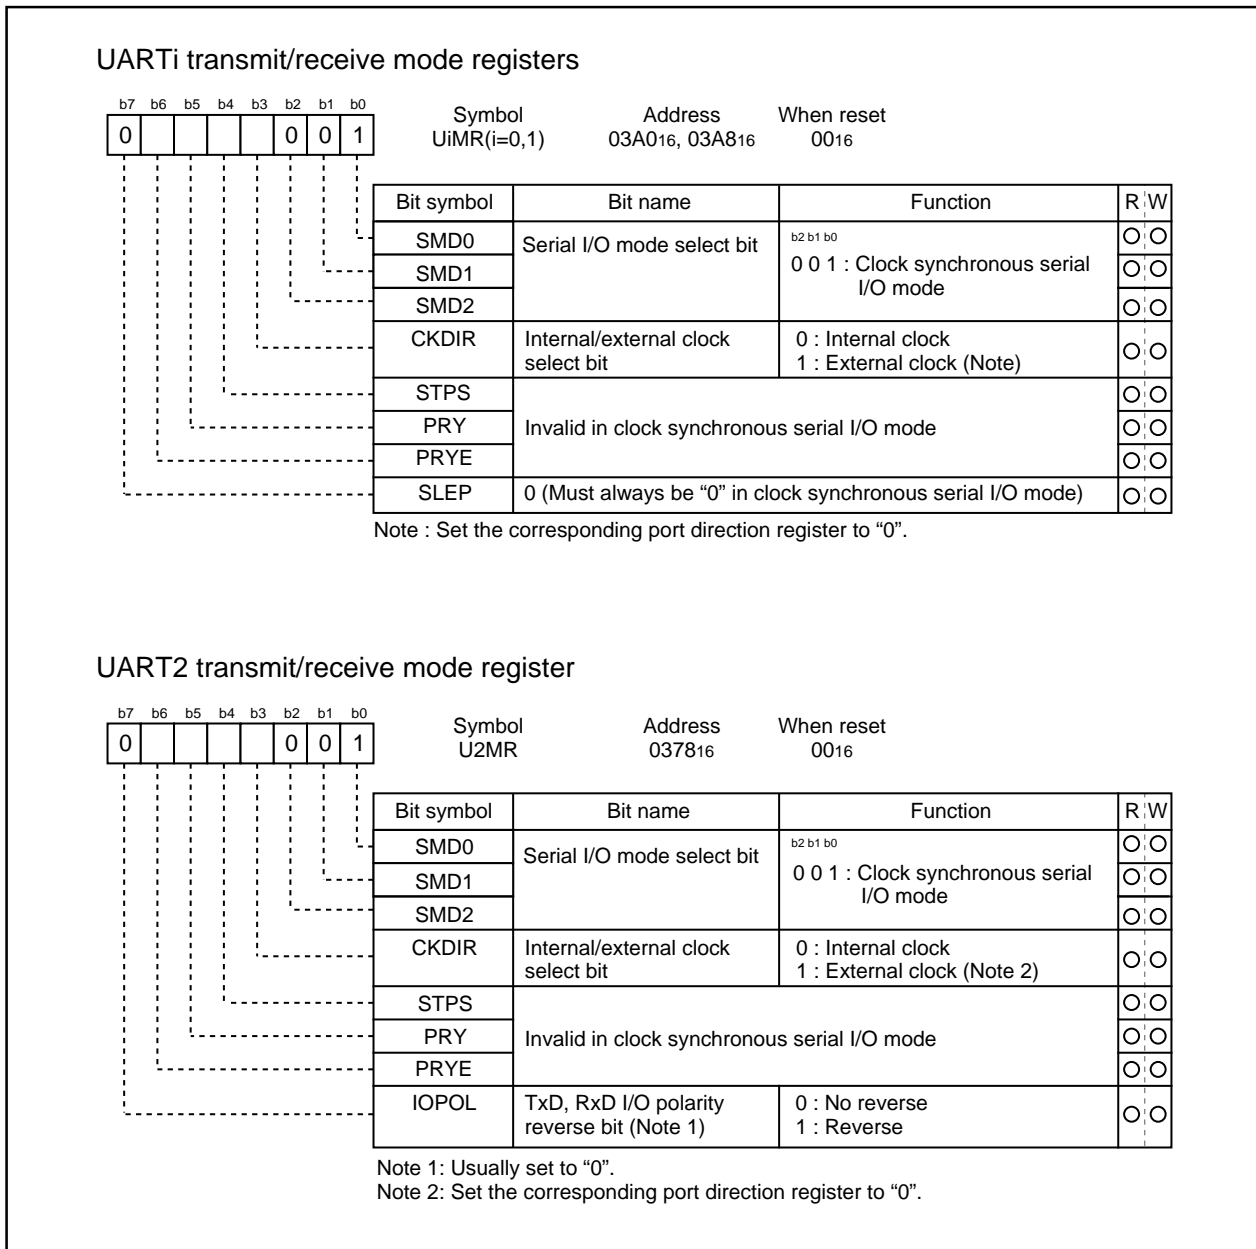 UARTi transmit/receive mode registers
b7 b6 b5 b4 b3 b2 b1 b0
Symbol Address When reset
0 0 0 1 UiMR(i=0,1) 03A016, 03A816 0016
Bit symbol Bit name Function R W
SMD0 Serial I/O mode select bit b2 b1 b0
SMD1 0 0 1 : Clock synchronous serial
I/O mode
SMD2
CKDIR Internal/external clock 0 : Internal clock
select bit 1 : External clock (Note)
STPS
PRY Invalid in clock synchronous serial I/O mode
PRYE
SLEP 0 (Must always be “0” in clock synchronous serial I/O mode)
Note : Set the corresponding port direction register to “0”.
UART2 transmit/receive mode register
b7 b6 b5 b4 b3 b2 b1 b0
Symbol Address When reset
0 0 0 1 U2MR 037816 0016
Bit symbol Bit name Function R W
SMD0 Serial I/O mode select bit b2 b1 b0
SMD1 0 0 1 : Clock synchronous serial
I/O mode
SMD2
CKDIR Internal/external clock 0 : Internal clock
select bit 1 : External clock (Note 2)
STPS
PRY Invalid in clock synchronous serial I/O mode
PRYE
IOPOL TxD, RxD I/O polarity 0 : No reverse
reverse bit (Note 1) 1 : Reverse
Note 1: Usually set to “0”.
Note 2: Set the corresponding port direction register to “0”.